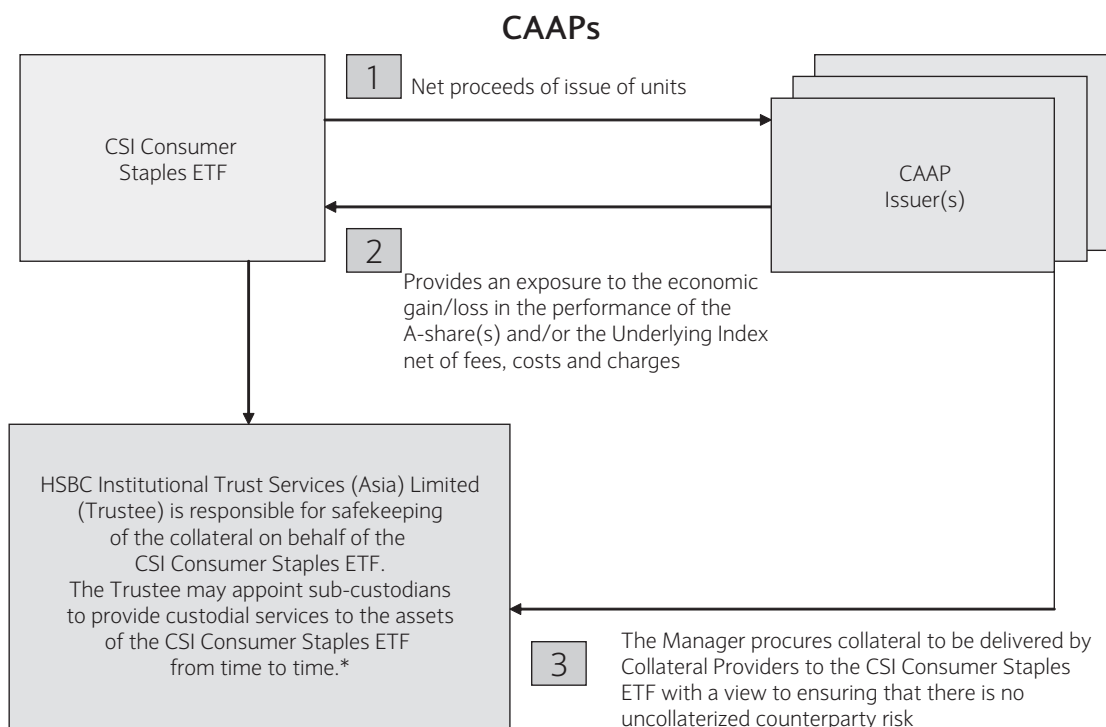 CAAPs
1
Net proceeds of issue of units
CSI Consumer
Staples ETF
CAAP
Issuer(s)
2
Provides an exposure to the economic
gain/loss in the performance of the
A-share(s) and/or the Underlying Index
net of fees, costs and charges
HSBC Institutional Trust Services (Asia) Limited
(Trustee) is responsible for safekeeping
of the collateral on behalf of the
CSI Consumer Staples ETF.
The Trustee may appoint sub-custodians
to provide custodial services to the assets
of the CSI Consumer Staples ETF
from time to time.*
3
The Manager procures collateral to be delivered by
Collateral Providers to the CSI Consumer Staples
ETF with a view to ensuring that there is no
uncollaterized counterparty risk